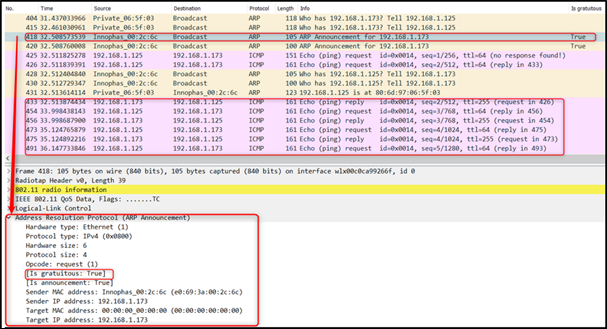 No. Time Source Destination Protocol Length Info Is gratuitous
404 31.437033966 Private_06:5f:03 Broadcast ARP 118 Who has 192.168.1.173? Tell 192.168.1.125
415 32.461030961 Private_06:5f:03 Broadcast ARP 118 Who has 192.168.1.173? Tell 192.168.1.125
418 32.508573539 Innophas_00:2c:6c Broadcast ARP 105 ARP Announcement for 192.168.1.173 True
420 32.508760008 Innophas_00:2c:6c Broadcast ARP 100 ARP Announcement for 192.168.1.173 True
425 32.511825278 192.168.1.125 192.168.1.173 ICMP 151 Echo (ping) request id=0x0014, seq=1/256, ttl=64 (no response found!)
426 32.511839391 192.168.1.125 192.168.1.173 ICMP 161 Echo (ping) request id=0x0014, seq=2/512, ttl=64 (reply in 433)
428 32.512404840 Innophas_00:2c:6c Broadcast ARP 105 Who has 192.168.1.125? Tell 192.168.1.173
430 32.512729347 Innophas_00:2c:6c Broadcast ARP 100 Who has 192.168.1.125? Tell 192.168.1.173
431 32.513614114 Private_06:5f:03 Innophas_00:2c:6c ARP 123 192.168.1.125 is at 80:6d:97:06:5f:03
433 32.513874434 192.168.1.173 192.168.1.125 ICMP 161 Echo (ping) reply id=0x0014, seq=2/512, ttl=255 (request in 426)
454 33.998438143 192.168.1.125 192.168.1.173 ICMP 161 Echo (ping) request id=0x0014, seq=3/768, ttl=64 (reply in 456)
456 33.998687900 192.168.1.173 192.168.1.125 ICMP 161 Echo (ping) reply id=0x0014, seq=3/768, ttl=255 (request in 454)
473 35.124765879 192.168.1.125 192.168.1.173 ICMP 161 Echo (ping) request id=0x0014, seq=4/1024, ttl=64 (reply in 475)
475 35.124892216 192.168.1.173 192.168.1.125 ICMP 161 Echo (ping) reply id=0x0014, seq=4/1024, ttl=255 (request in 473)
491 36.147733846 192.168.1.125 192.168.1.173 ICMP 161 Echo (ping) request id=0x0014, seq=5/1280, ttl=64 (reply in 493)
Frame 418: 105 bytes on wire (840 bits), 105 bytes captured (840 bits) on interface wlx00c0ca99266f, id 0
Radiotap Header v0, Length 39
802.11 radio information
IEEE 802.11 QoS Data, Flags: .......TC
Logical-Link Control
Address Resolution Protocol (ARP Announcement)
Hardware type: Ethernet (1)
Protocol type: IPv4 (0x0800)
Hardware size: 6
Protocol size: 4
Opcode: request (1)
[Is gratuitous: True]
[Is announcement: True]
Sender MAC address: Innophas_00:2c:6c (e0:69:3a:00:2c:6c)
Sender IP address: 192.168.1.173
Target MAC address: 00:00:00_00:00:00 (00:00:00:00:00:00)
Target IP address: 192.168.1.173